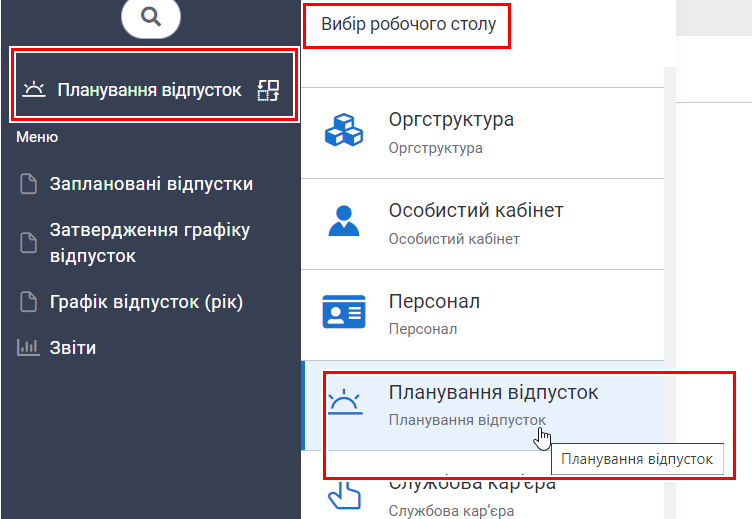 Вибір робочого столу
Планування відпусток
Меню
Заплановані відпустки
Затвердження графіку
відпусток
Графік відпусток (рік)
Звіти
Оргструктура
Оргструктура
Особистий кабінет
Особистий кабінет
Персонал
Персонал
Планування відпусток
Планування відпусток
Планування відпусток
Службова кар'єра
Службова кар'єра